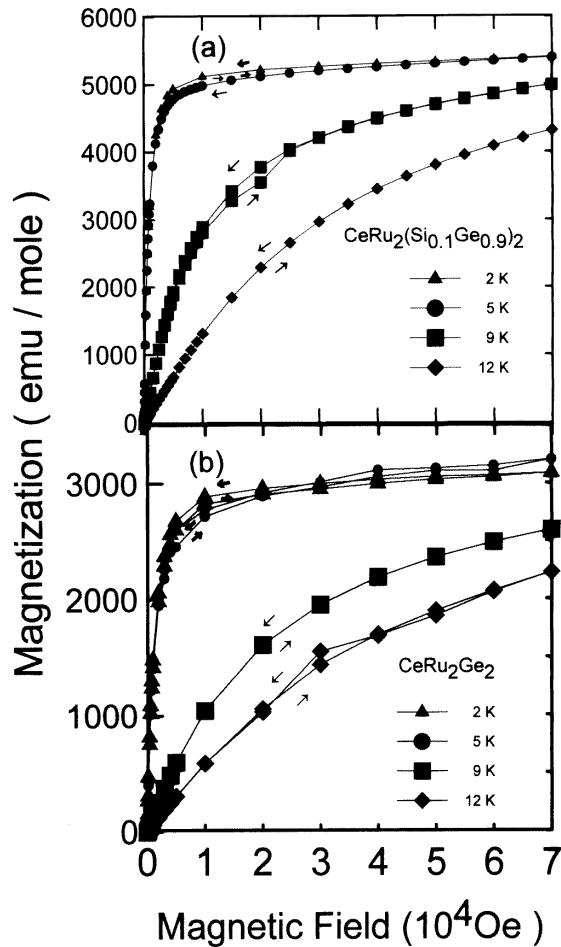 (a)
6000
5000
4000
3000
2000
1000
0
CeRu2(Si0.1Ge0.9)2
2 K
5 K
9 K
12 K
(b)
3000
2000
1000
0
CeRu2Ge2
2 K
5 K
9 K
12 K
0 1 2 3 4 5 6 7
Magnetization ( emu / mole )
Magnetic Field (10^4Oe)